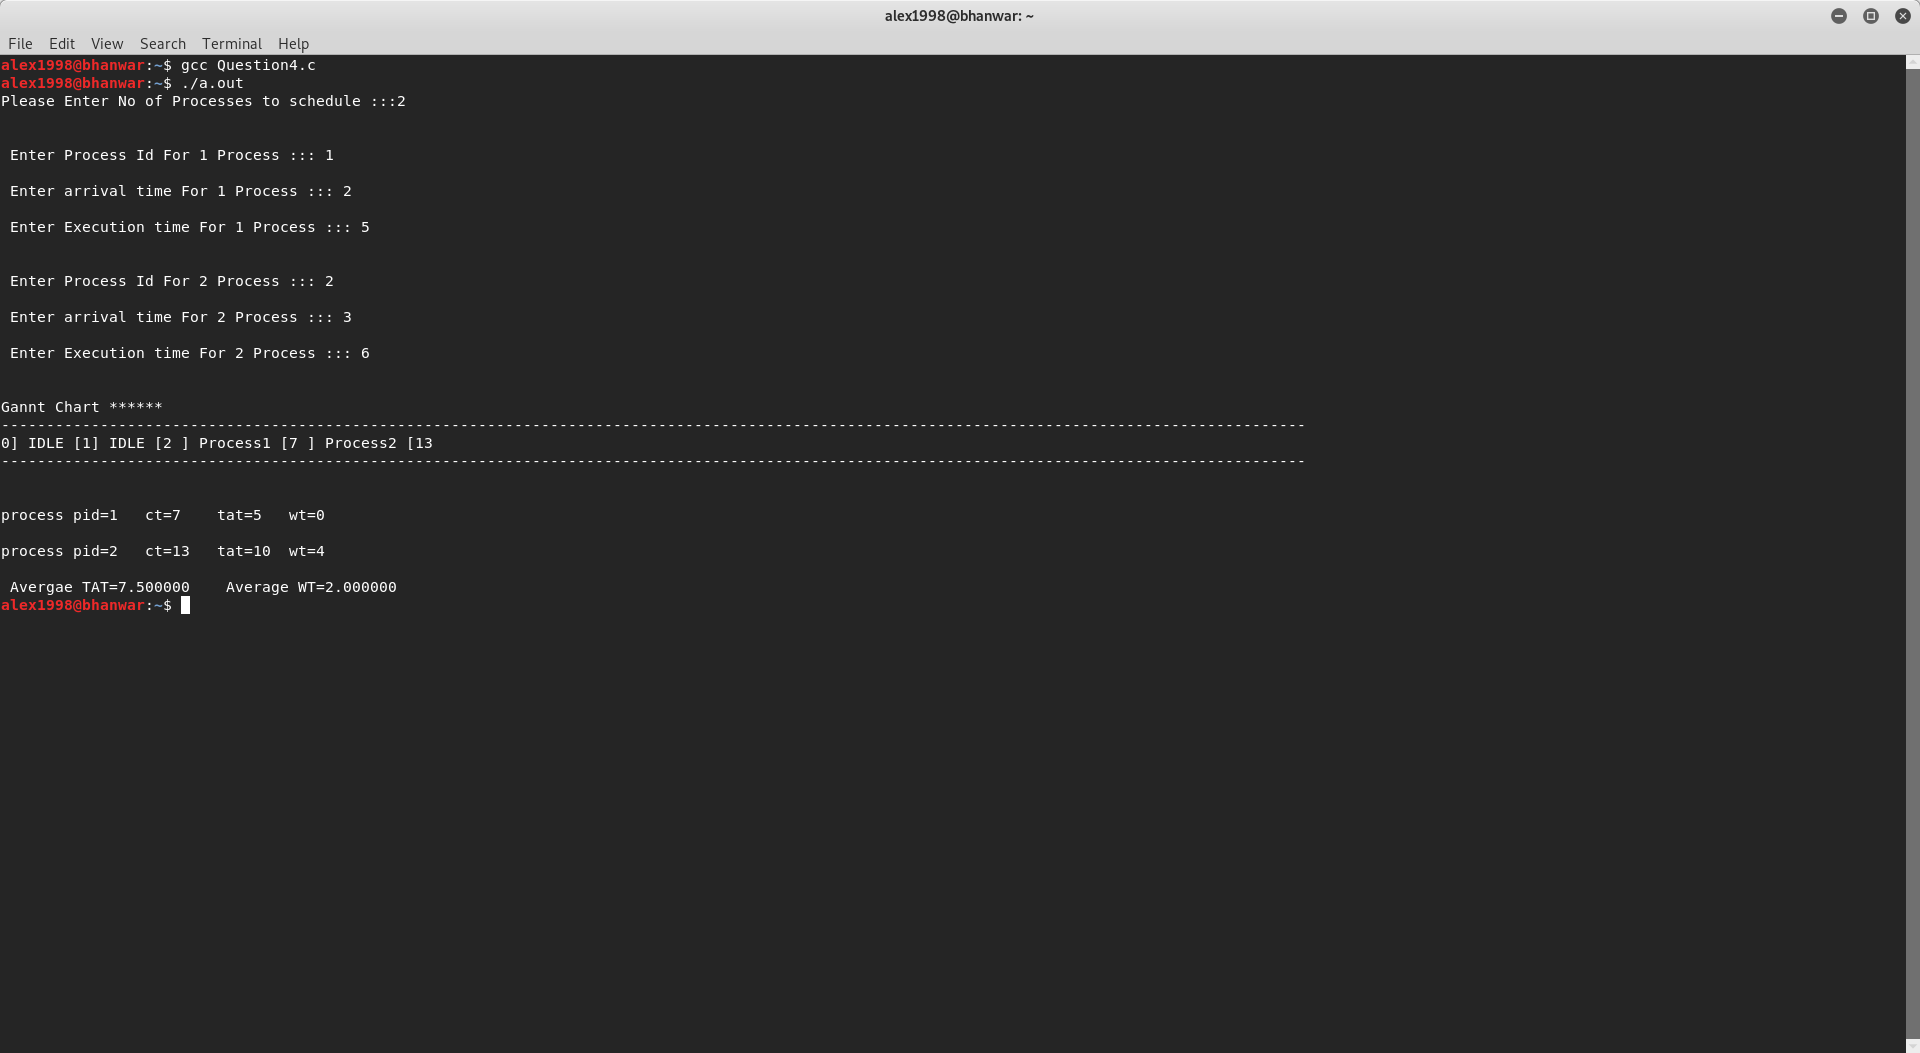 alex1998@bhanwar: ~
File Edit View Search Terminal Help
alex1998@bhanwar:~$ gcc Question4.c
alex1998@bhanwar:~$ ./a.out
Please Enter No of Processes to schedule :::2
Enter Process Id For 1 Process ::: 1
Enter arrival time For 1 Process ::: 2
Enter Execution time For 1 Process ::: 5
Enter Process Id For 2 Process ::: 2
Enter arrival time For 2 Process ::: 3
Enter Execution time For 2 Process ::: 6
Gannt Chart ******
-------------------------------------------------------------------------------------------------------------------------------------------------
0] IDLE [1] IDLE [2 ] Process1 [7 ] Process2 [13
-------------------------------------------------------------------------------------------------------------------------------------------------
process pid=1   ct=7    tat=5   wt=0
process pid=2   ct=13   tat=10  wt=4
Avergae TAT=7.500000    Average WT=2.000000
alex1998@bhanwar:~$